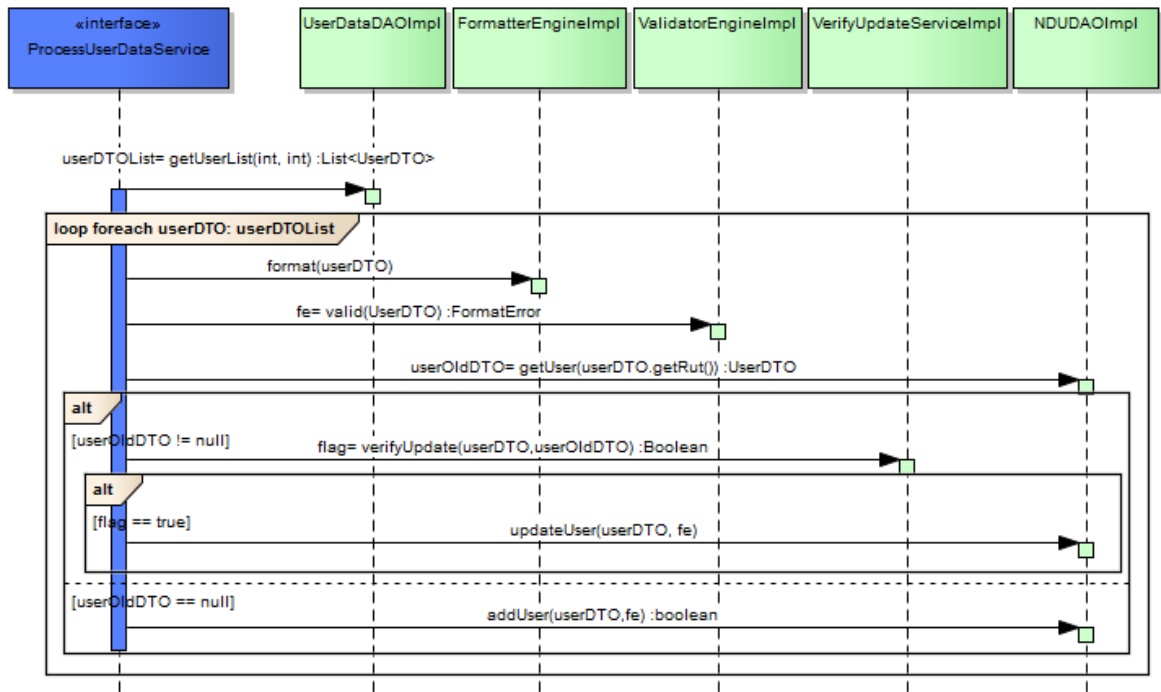 «interface»
ProcessUserDataService
UserDataDAOImpl
FormatterEngineImpl
ValidatorEngineImpl
VerifyUpdateServiceImpl
NDUDAOImpl
userDTOList= getUserList(int, int) :List<UserDTO>
loop foreach userDTO: userDTOList
format(userDTO)
fe= valid(UserDTO) :FormatError
userOldDTO= getUser(userDTO.getRut()) :UserDTO
alt
[userOldDTO != null]
flag= verifyUpdate(userDTO,userOldDTO) :Boolean
alt
[flag == true]
updateUser(userDTO, fe)
[userOldDTO == null]
addUser(userDTO,fe) :boolean